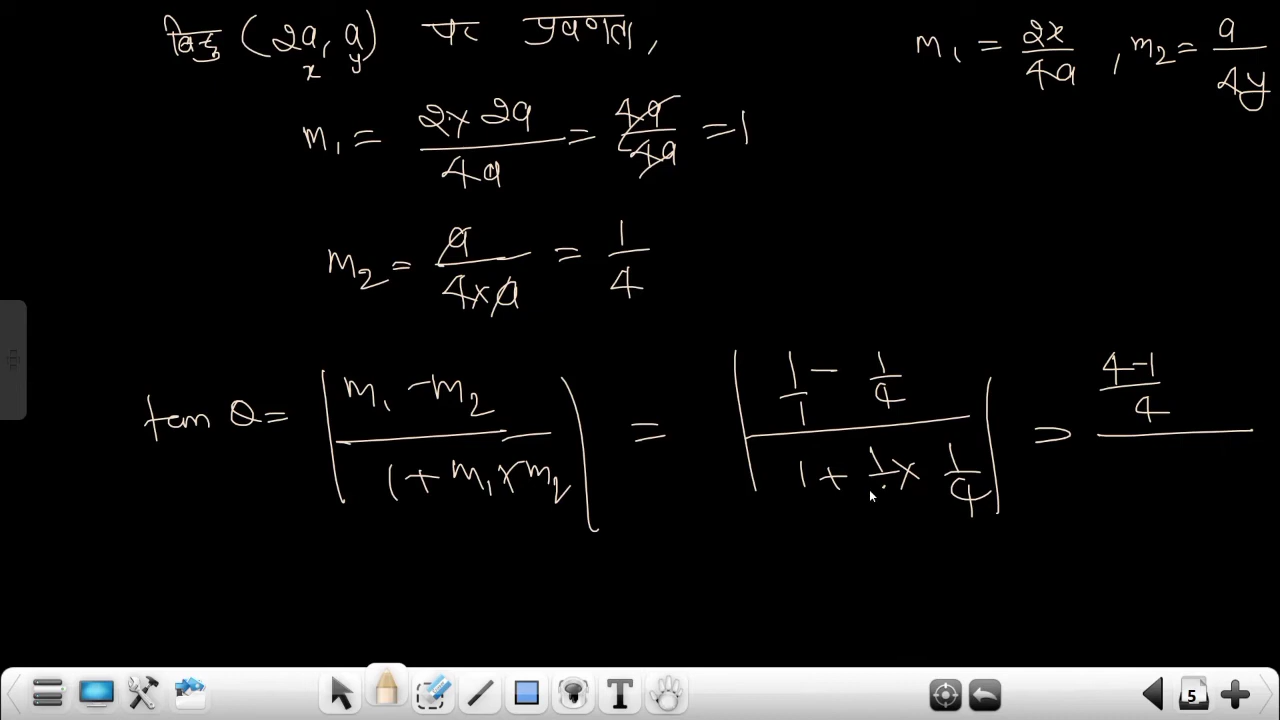 बिन्दु (2a, a) पर प्रवणता, m₁ = 2x/4a, m₂ = a/4y
x y
m₁ = 2×2a/4a = 4a/4a = 1
m₂ = a/4×a = 1/4
tan θ = |m₁ - m₂ / 1 + m₁×m₂| = |1/1 - 1/4 / 1 + 1/1 × 1/4| = 4-1/4
5